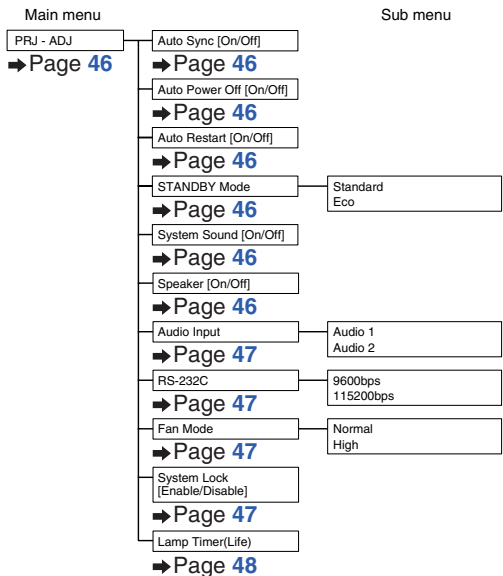 Main menu
Sub menu
PRJ - ADJ
➡Page 46
Auto Sync [On/Off]
➡Page 46
Auto Power Off [On/Off]
➡Page 46
Auto Restart [On/Off]
➡Page 46
STANDBY Mode
➡Page 46
Standard
Eco
System Sound [On/Off]
➡Page 46
Speaker [On/Off]
➡Page 46
Audio Input
➡Page 47
Audio 1
Audio 2
RS-232C
➡Page 47
9600bps
115200bps
Fan Mode
➡Page 47
Normal
High
System Lock
[Enable/Disable]
➡Page 47
Lamp Timer(Life)
➡Page 48